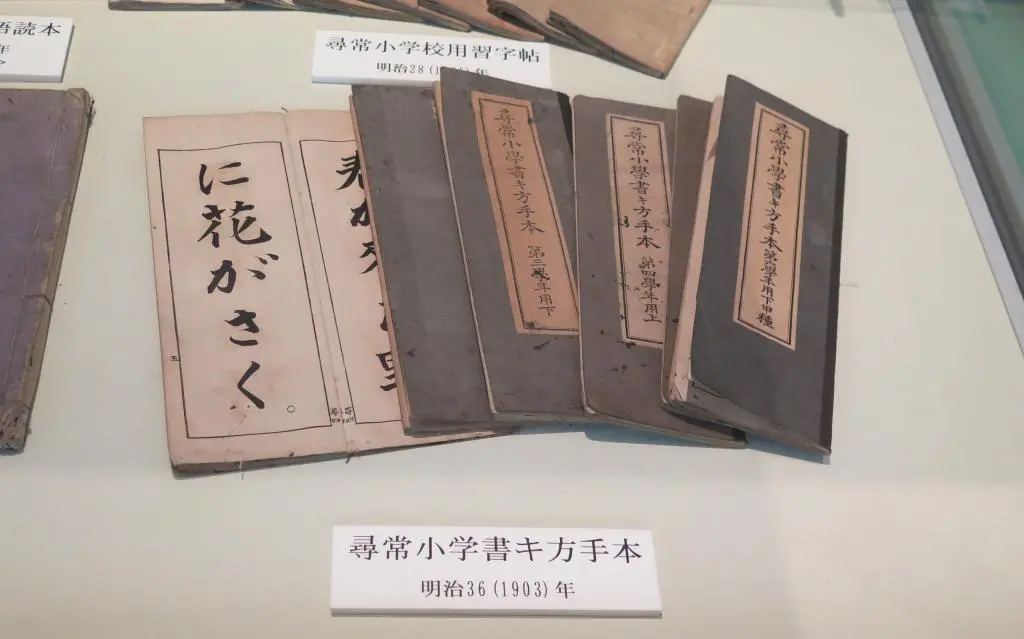 語読本
年
尋常小学校用習字帖
明治28(
年
に花がさく。
五
尋常小學書キ方手本 第三學年用下
尋常小學書キ方手本 第四學年用上
尋常小學書キ方手本 第六學年用下甲種
尋常小学書キ方手本
明治36(1903)年